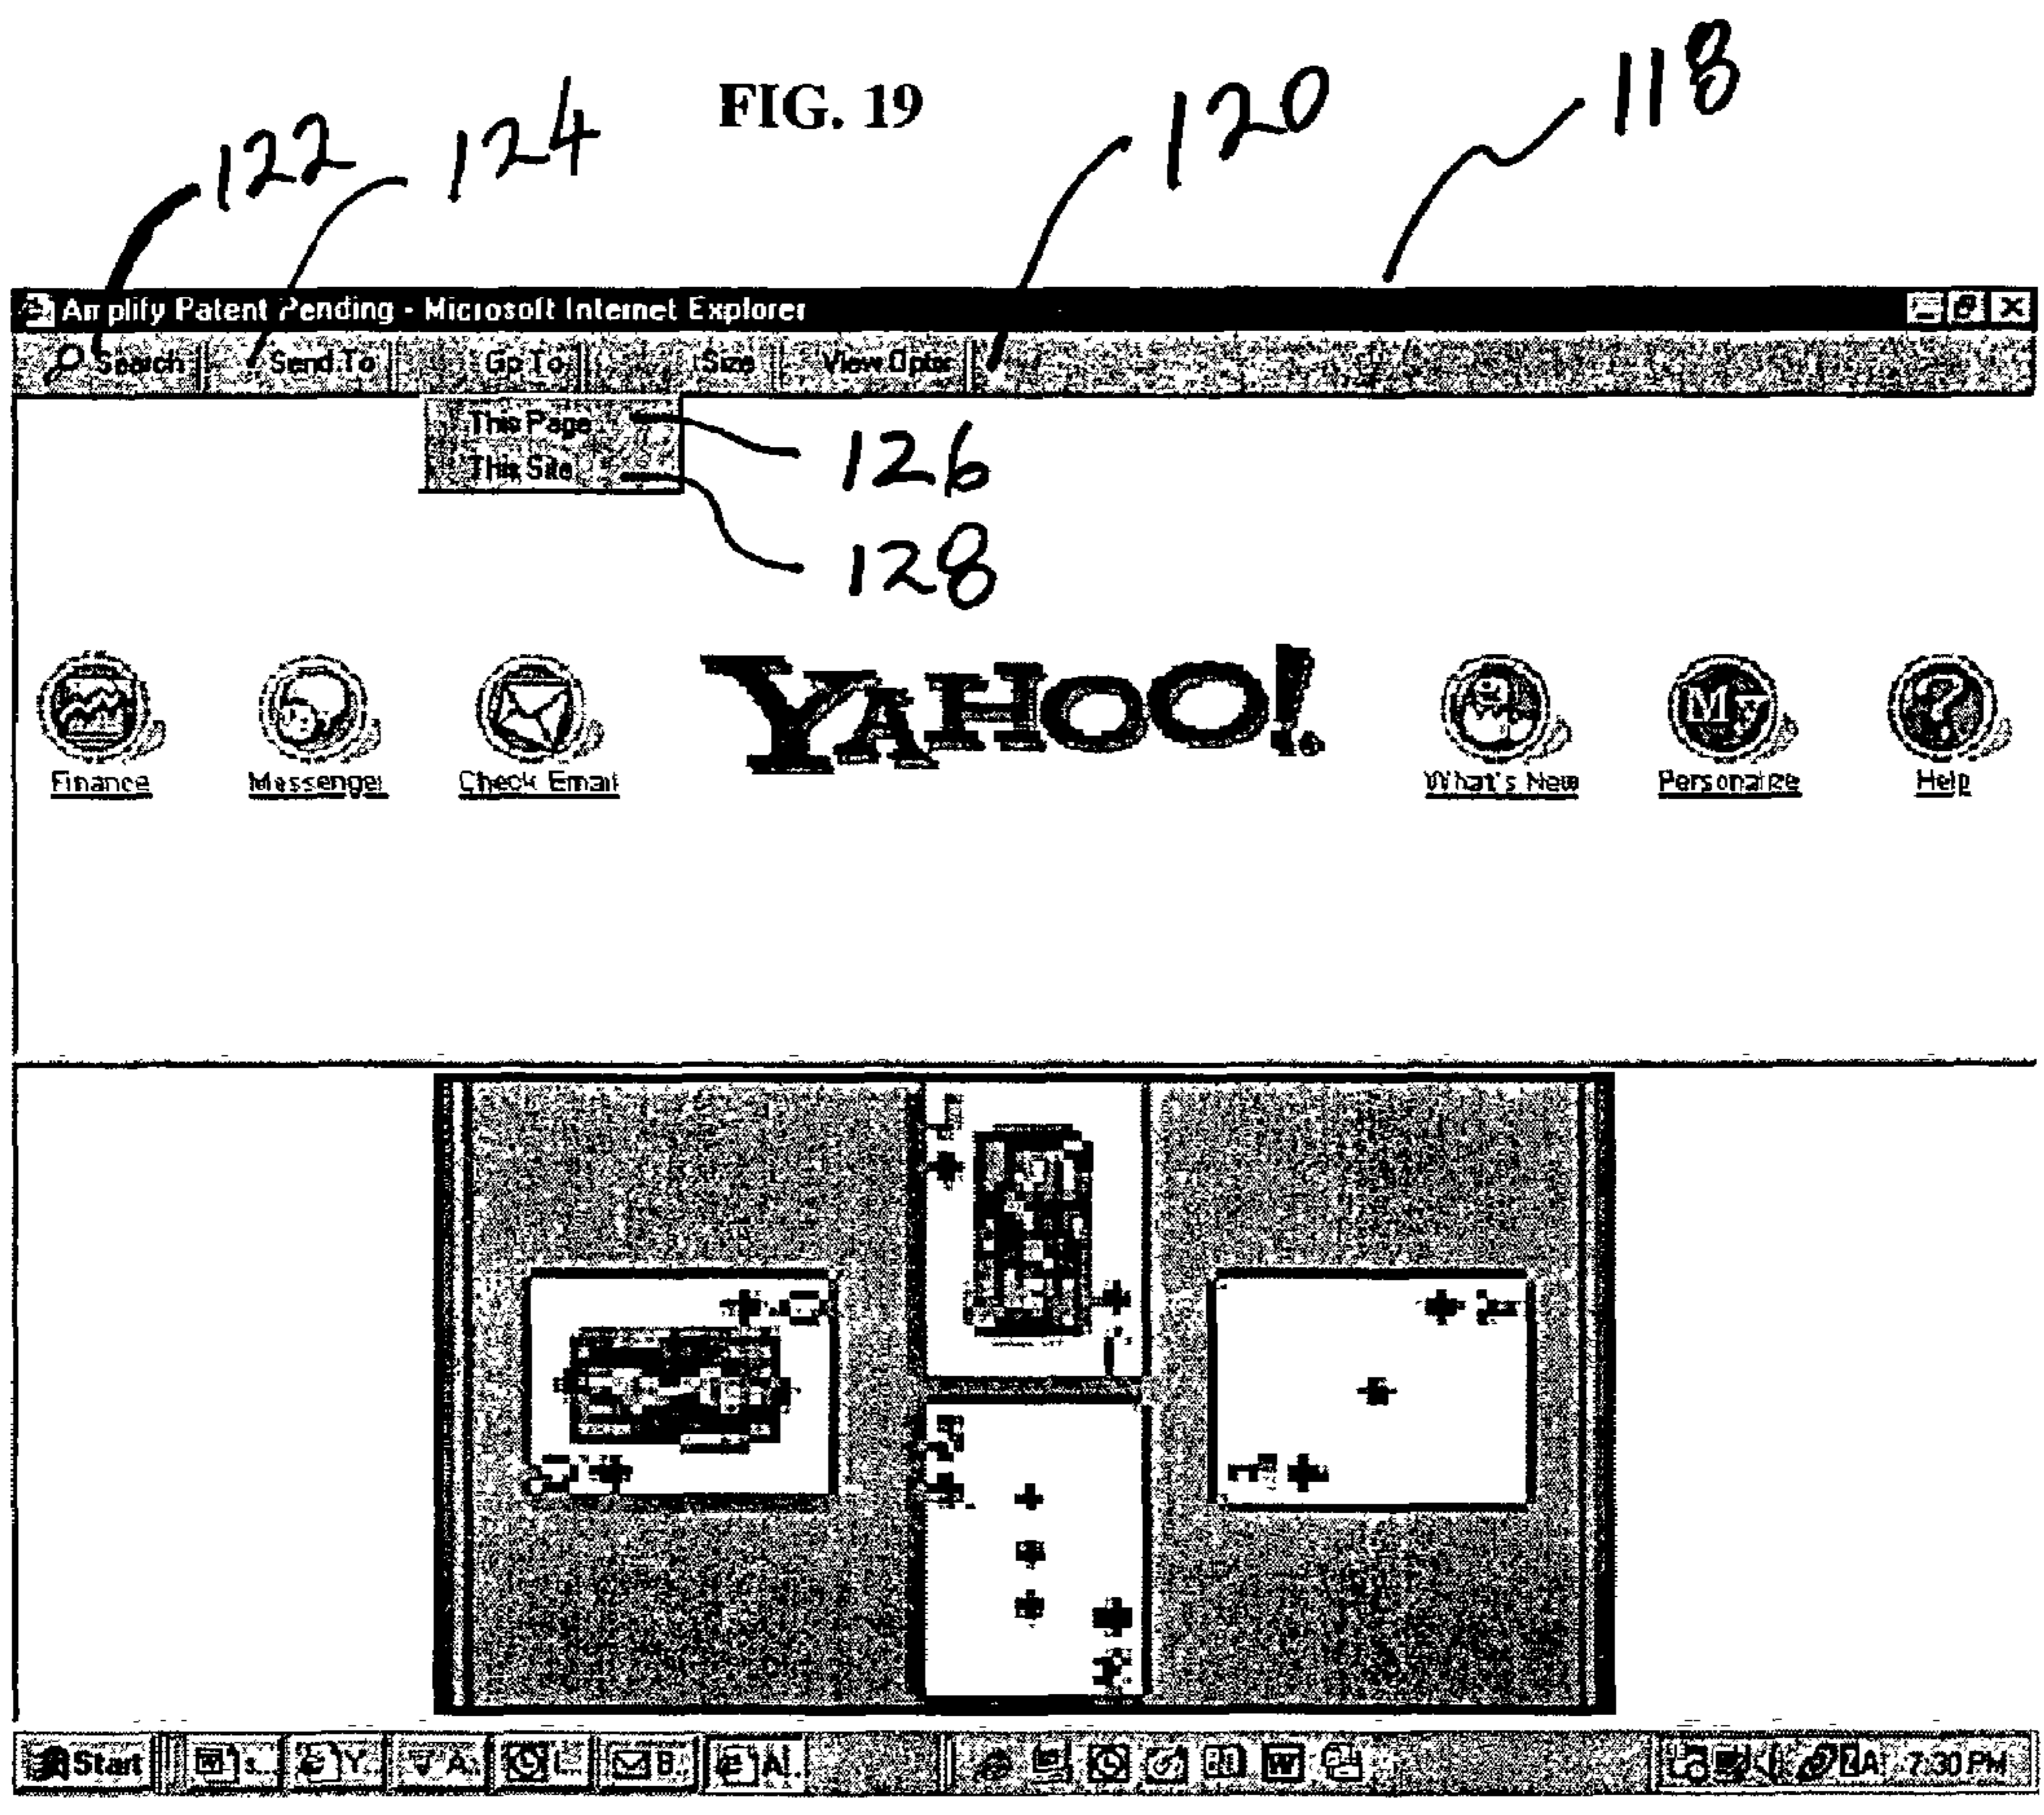 FIG. 19
122 124 120 118
Amplify Patent Pending - Microsoft Internet Explorer
Search Send To Go To Size View Optor
This Page
This Site
126
128
YAHOO!
Finance Messenger Check Email What's New Personalize Help
Start s... Y... A... B... A... 7:30 PM